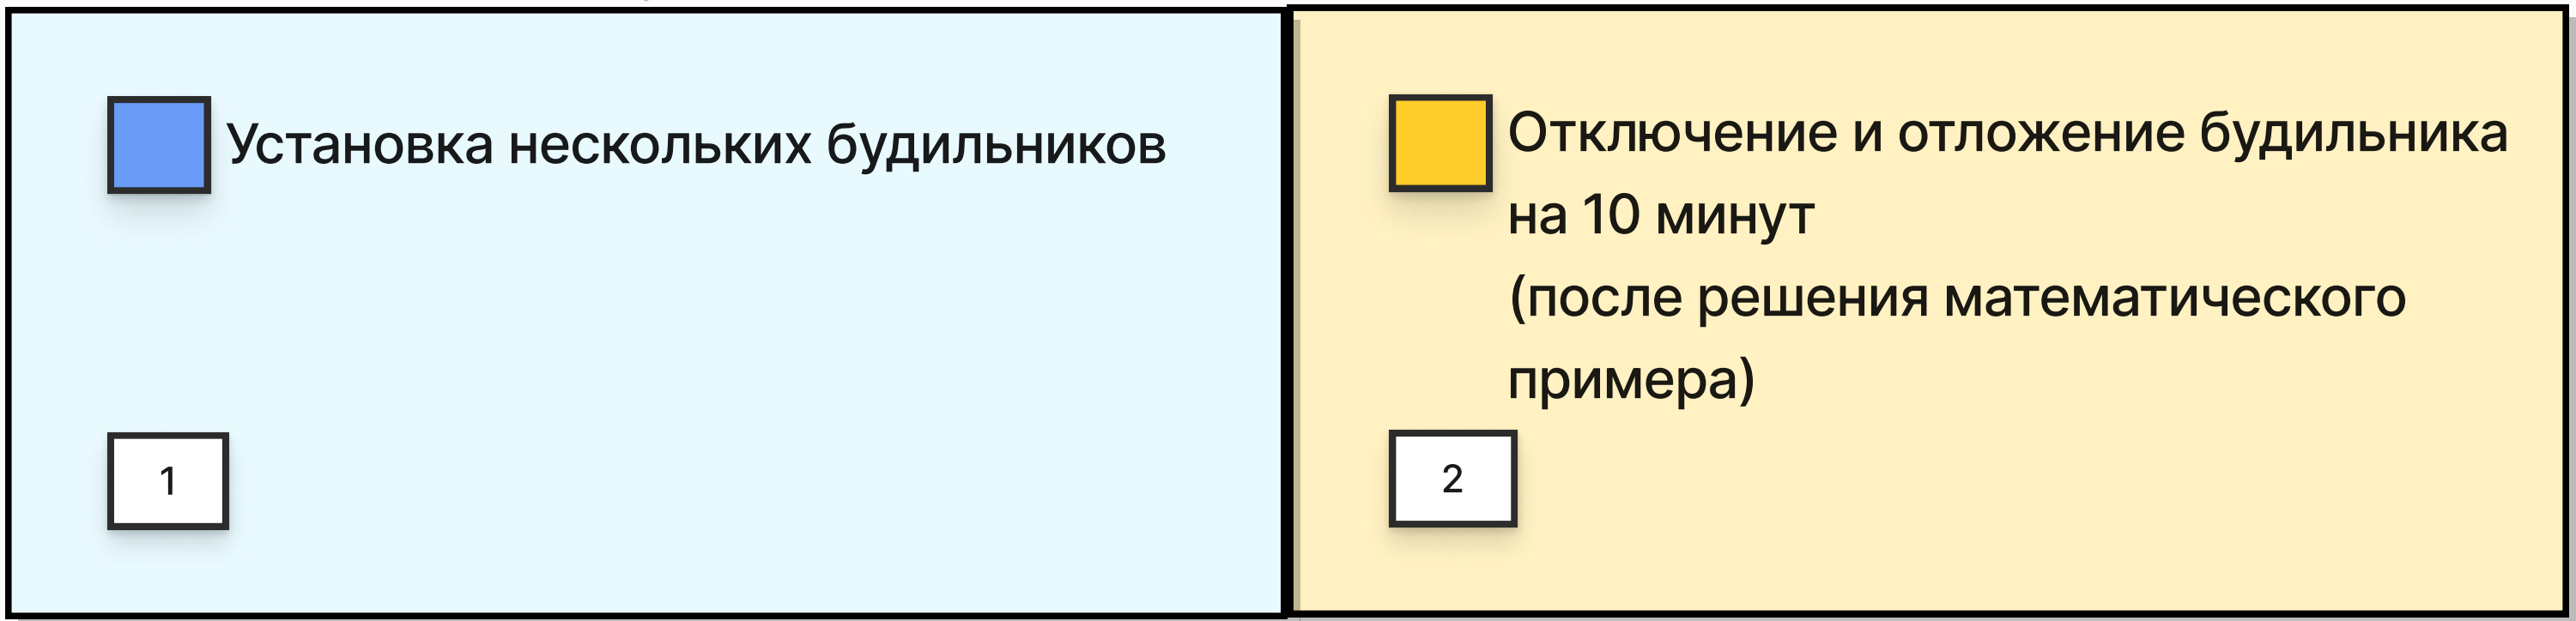 Установка нескольких будильников
1
Отключение и отложение будильника
на 10 минут
(после решения математического
примера)
2